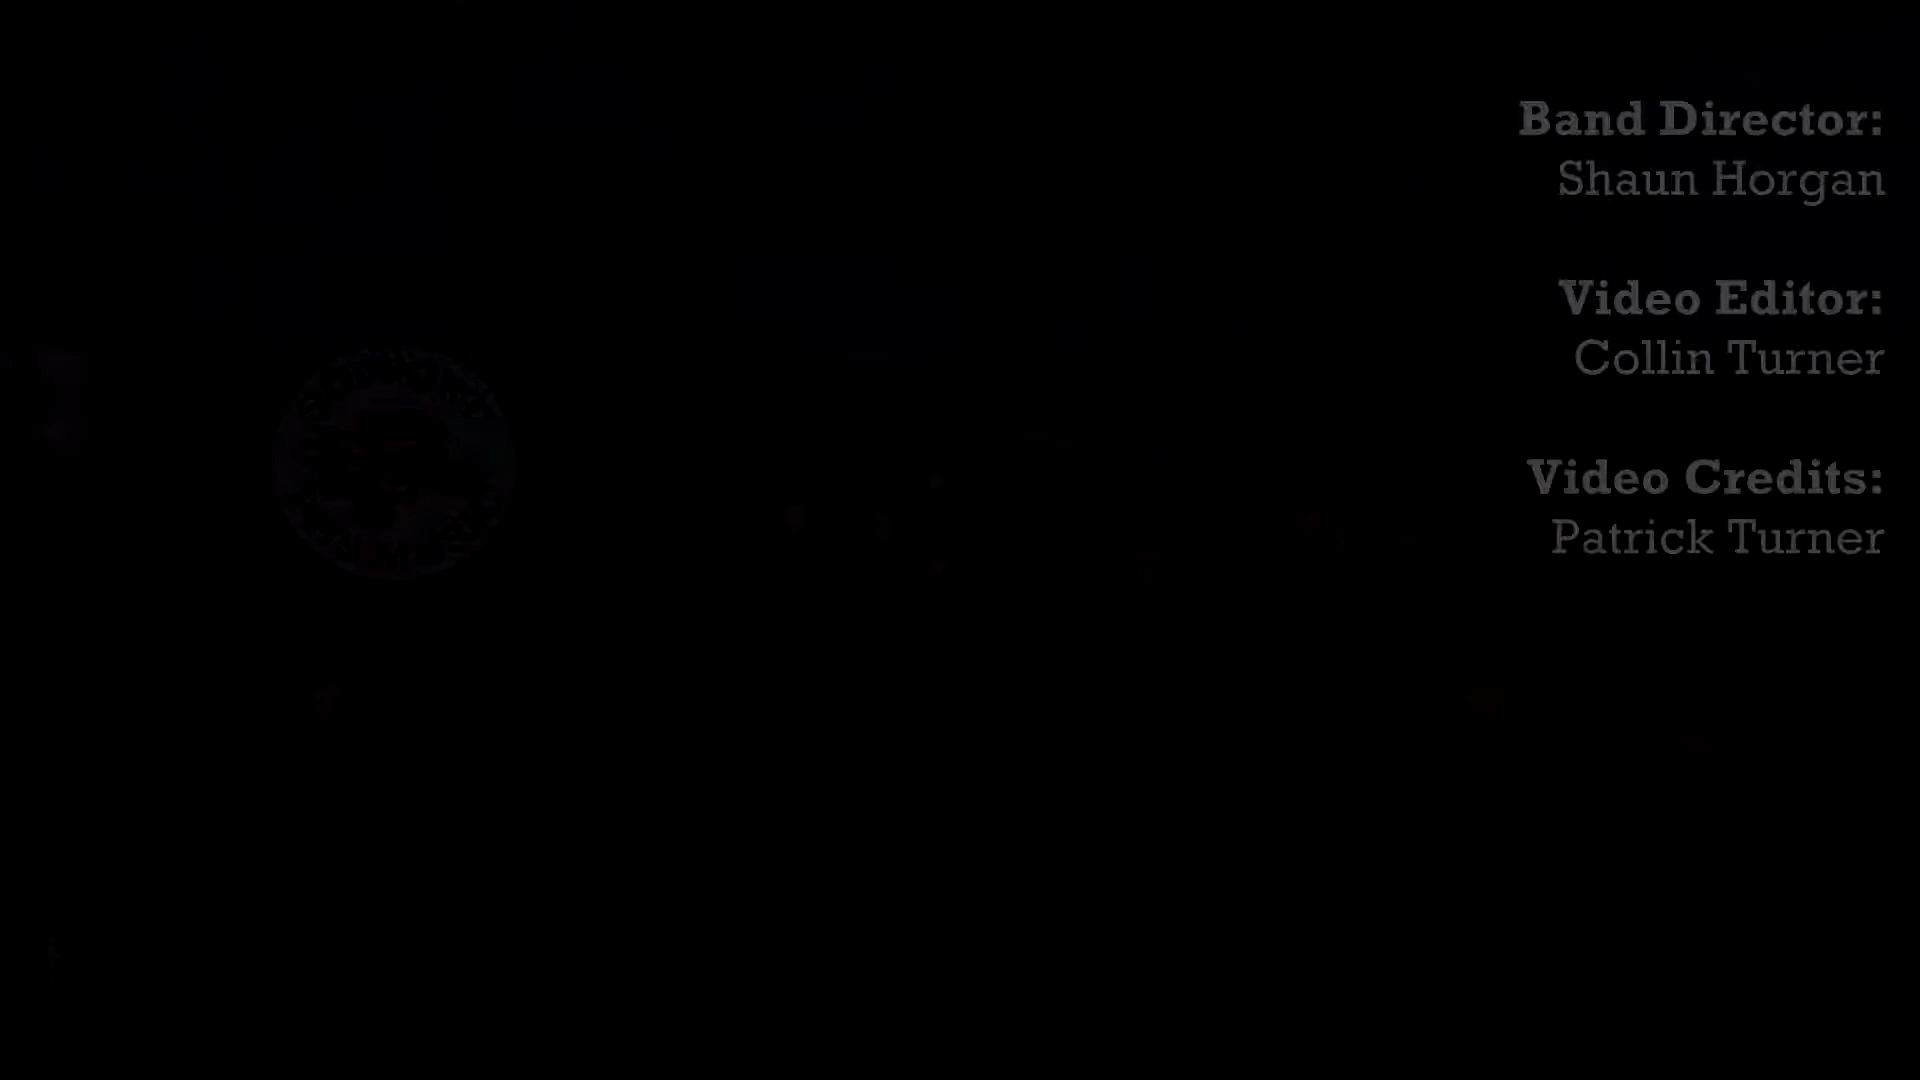 Band Director:
Shaun Horgan
Video Editor:
Collin Turner
Video Credits:
Patrick Turner